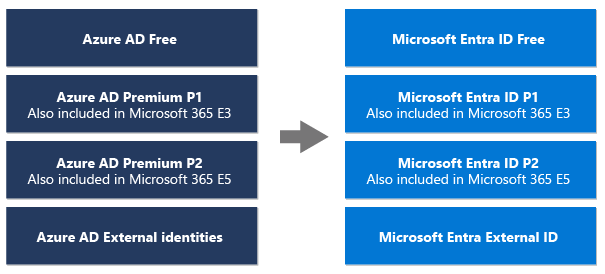 Azure AD Free
Microsoft Entra ID Free
Azure AD Premium P1
Also included in Microsoft 365 E3
Microsoft Entra ID P1
Also included in Microsoft 365 E3
Azure AD Premium P2
Also included in Microsoft 365 E5
Microsoft Entra ID P2
Also included in Microsoft 365 E5
Azure AD External identities
Microsoft Entra External ID